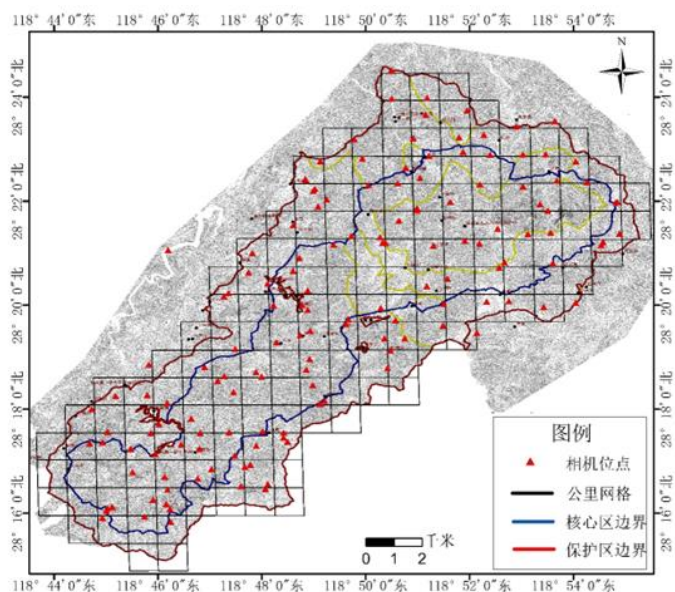 118° 44′ 0″东
118° 46′ 0″东
118° 48′ 0″东
118° 50′ 0″东
118° 52′ 0″东
118° 54′ 0″东
28° 24′ 0″北
28° 24′ 0″北
N
28° 22′ 0″北
28° 22′ 0″北
28° 20′ 0″北
28° 20′ 0″北
28° 18′ 0″北
28° 18′ 0″北
28° 16′ 0″北
28° 16′ 0″北
图例
相机位点
公里网格
核心区边界
保护区边界
千米
0 1 2
118° 44′ 0″东
118° 46′ 0″东
118° 48′ 0″东
118° 50′ 0″东
118° 52′ 0″东
118° 54′ 0″东